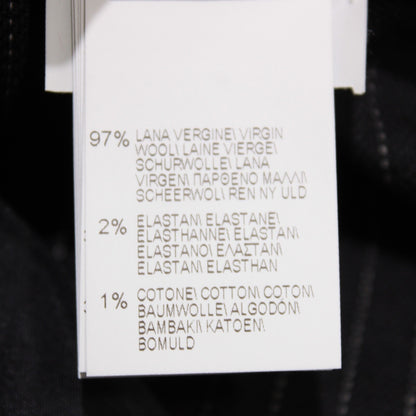 97% LANA VERGINE\ VIRGIN
WOOL\ LAINE VIERGE\
SCHURWOLLE\ LANA
VIRGEN\ ΠΑΡΘΕΝΟ ΜΑΛΛΙ\
SCHEERWOL\ REN NY ULD
2% ELASTAN\ ELASTANE\
ELASTHANNE\ ELASTAN\
ELASTANO\ ΕΛΑΣΤΑΝ\
ELASTAN\ ELASTHAN
1% COTONE\ COTTON\ COTON\
BAUMWOLLE\ ALGODON\
BAMBAKI\ KATOEN\
BOMULD